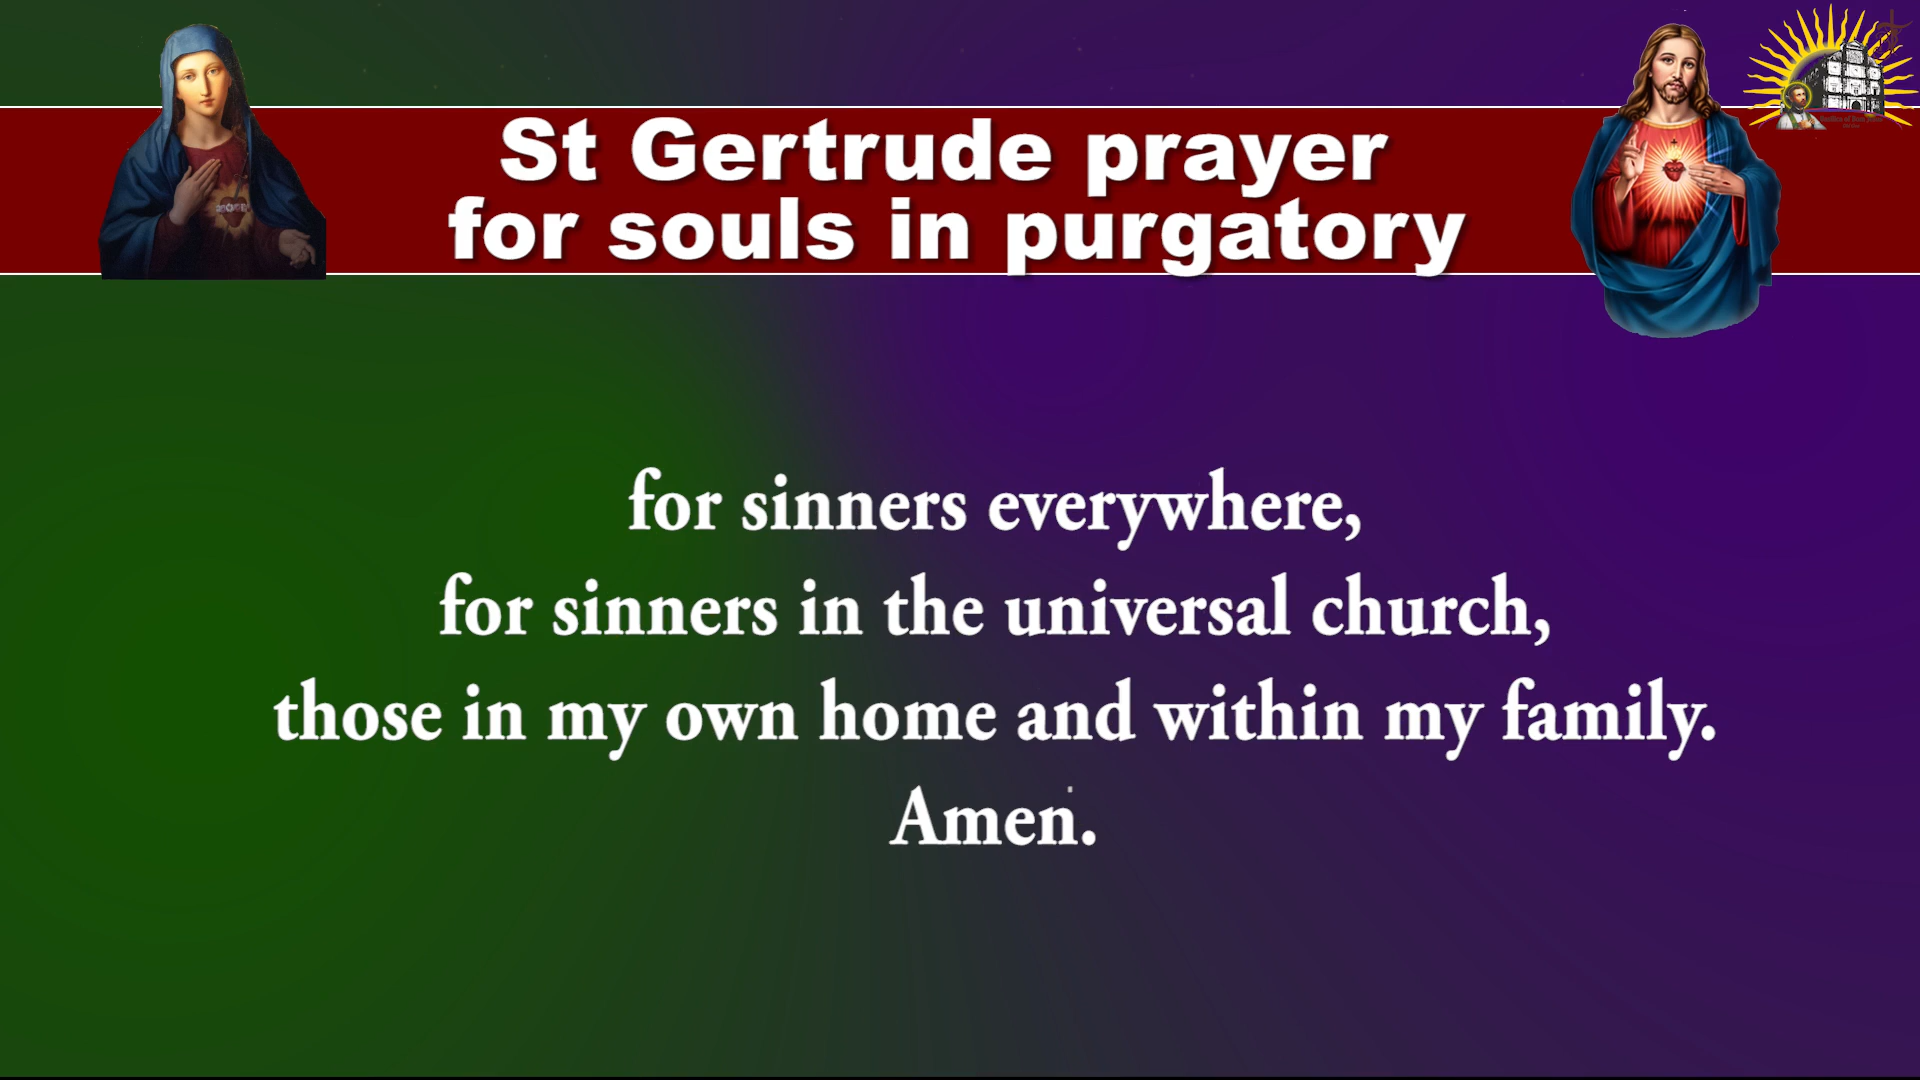 St Gertrude prayer
for souls in purgatory
for sinners everywhere,
for sinners in the universal church,
those in my own home and within my family.
Amen.